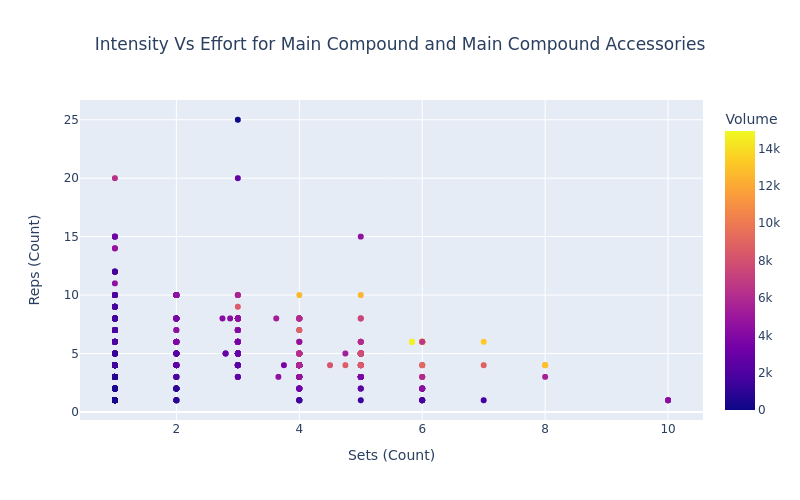 Intensity Vs Effort for Main Compound and Main Compound Accessories
Volume
25
20
15
10
5
0
Reps (Count)
2
4
6
8
10
Sets (Count)
14k
12k
10k
8k
6k
4k
2k
0